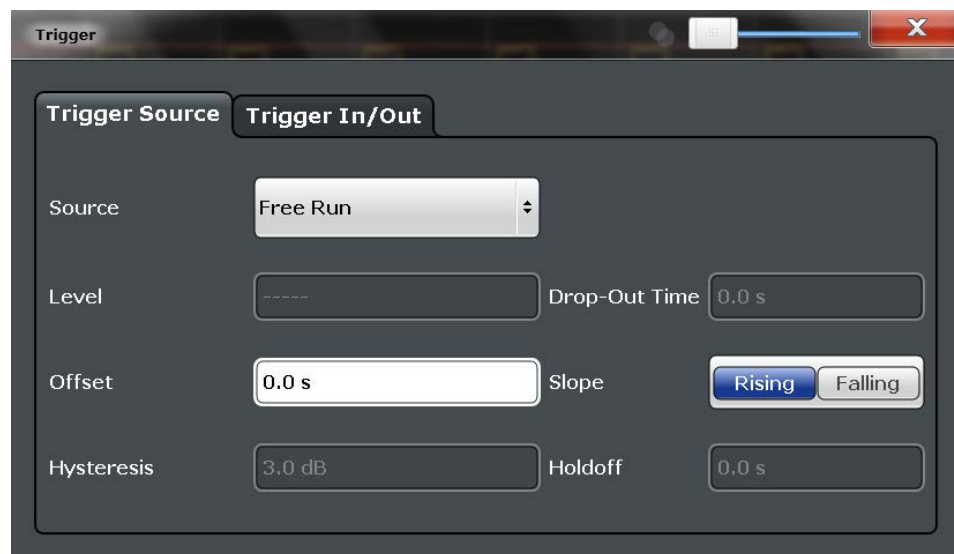 Trigger
X
Trigger Source
Trigger In/Out
Source
Free Run
Level
-----
Drop-Out Time
0.0 s
Offset
0.0 s
Slope
Rising
Falling
Hysteresis
3.0 dB
Holdoff
0.0 s